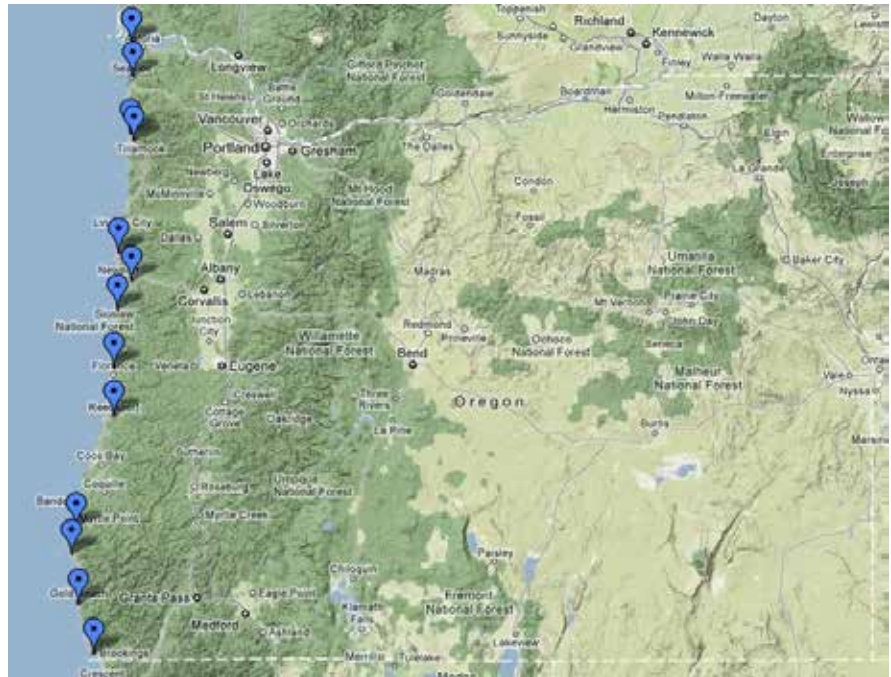 Toppenish
Richland
Dayton
Sunnyside
Kennewick
Grandview
Longview
Gifford Pinchot
National Forest
Finley
Walla Walla
St Helens
Battle
Ground
Goldendale
Boardman
Milton-Freewater
Hermiston
Vancouver
Orchards
Pendleton
Tillamook
Portland
Gresham
The Dalles
Elgin
Newberg
Lake
Oswego
La Grande
Enterprise
McMinnville
Mt Hood
National Forest
Condon
Joseph
Woodburn
Fossil
Salem
Silverton
Dallas
Umatilla
National Forest
Baker City
Albany
Madras
Corvallis
Lebanon
Mt Vernon
Prairie City
Siuslaw
National Forest
Junction
City
Willamette
National Forest
Redmond
Prineville
Ochoco
National Forest
John Day
Seneca
Florence
Veneta
Eugene
Bend
Malheur
National Forest
Vale
Nyssa
Creswell
Three
Rivers
Oregon
Cottage
Grove
Oakridge
La Pine
Burns
Coos Bay
Sutherlin
Coquille
Roseburg
Umpqua
National Forest
Myrtle Point
Myrtle Creek
Paisley
Chiloquin
Grants Pass
Eagle Point
Fremont
National Forest
Medford
Klamath
Falls
Ashland
Lakeview
Brookings
Merrill
Tulelake
Crescent